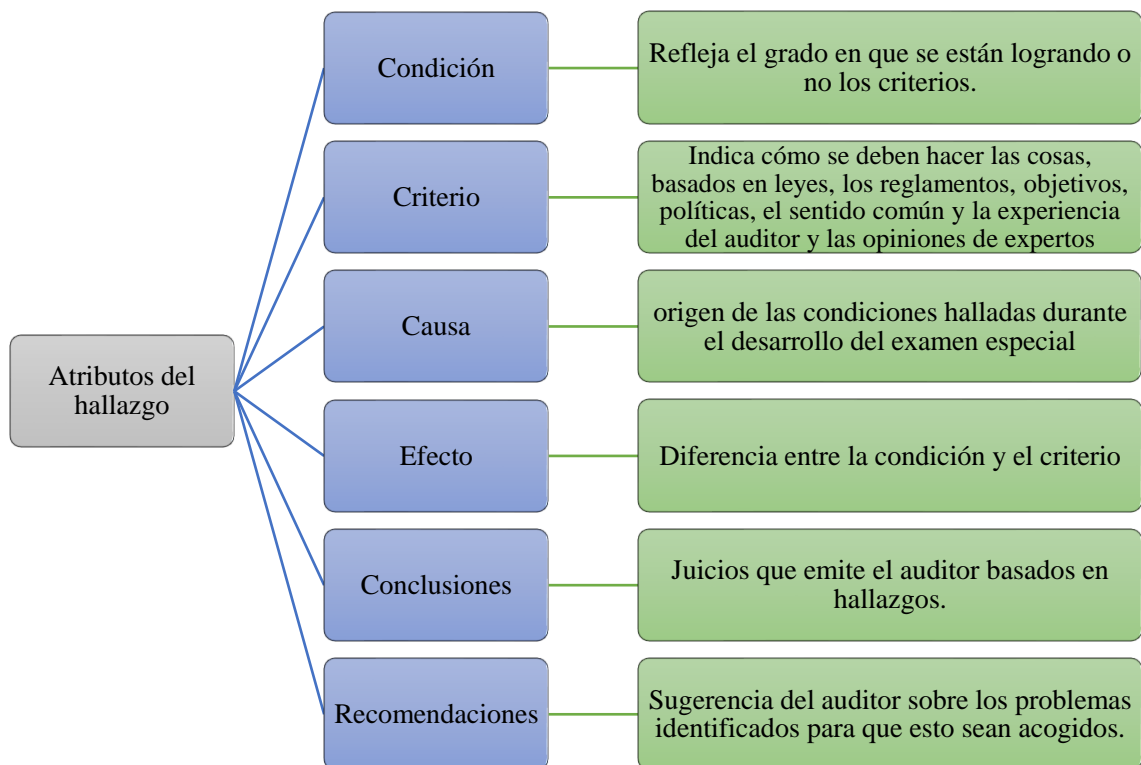 Atributos del
hallazgo
Condición
Refleja el grado en que se están logrando o
no los criterios.
Criterio
Indica cómo se deben hacer las cosas,
basados en leyes, los reglamentos, objetivos,
políticas, el sentido común y la experiencia
del auditor y las opiniones de expertos
Causa
origen de las condiciones halladas durante
el desarrollo del examen especial
Efecto
Diferencia entre la condición y el criterio
Conclusiones
Juicios que emite el auditor basados en
hallazgos.
Recomendaciones
Sugerencia del auditor sobre los problemas
identificados para que esto sean acogidos.